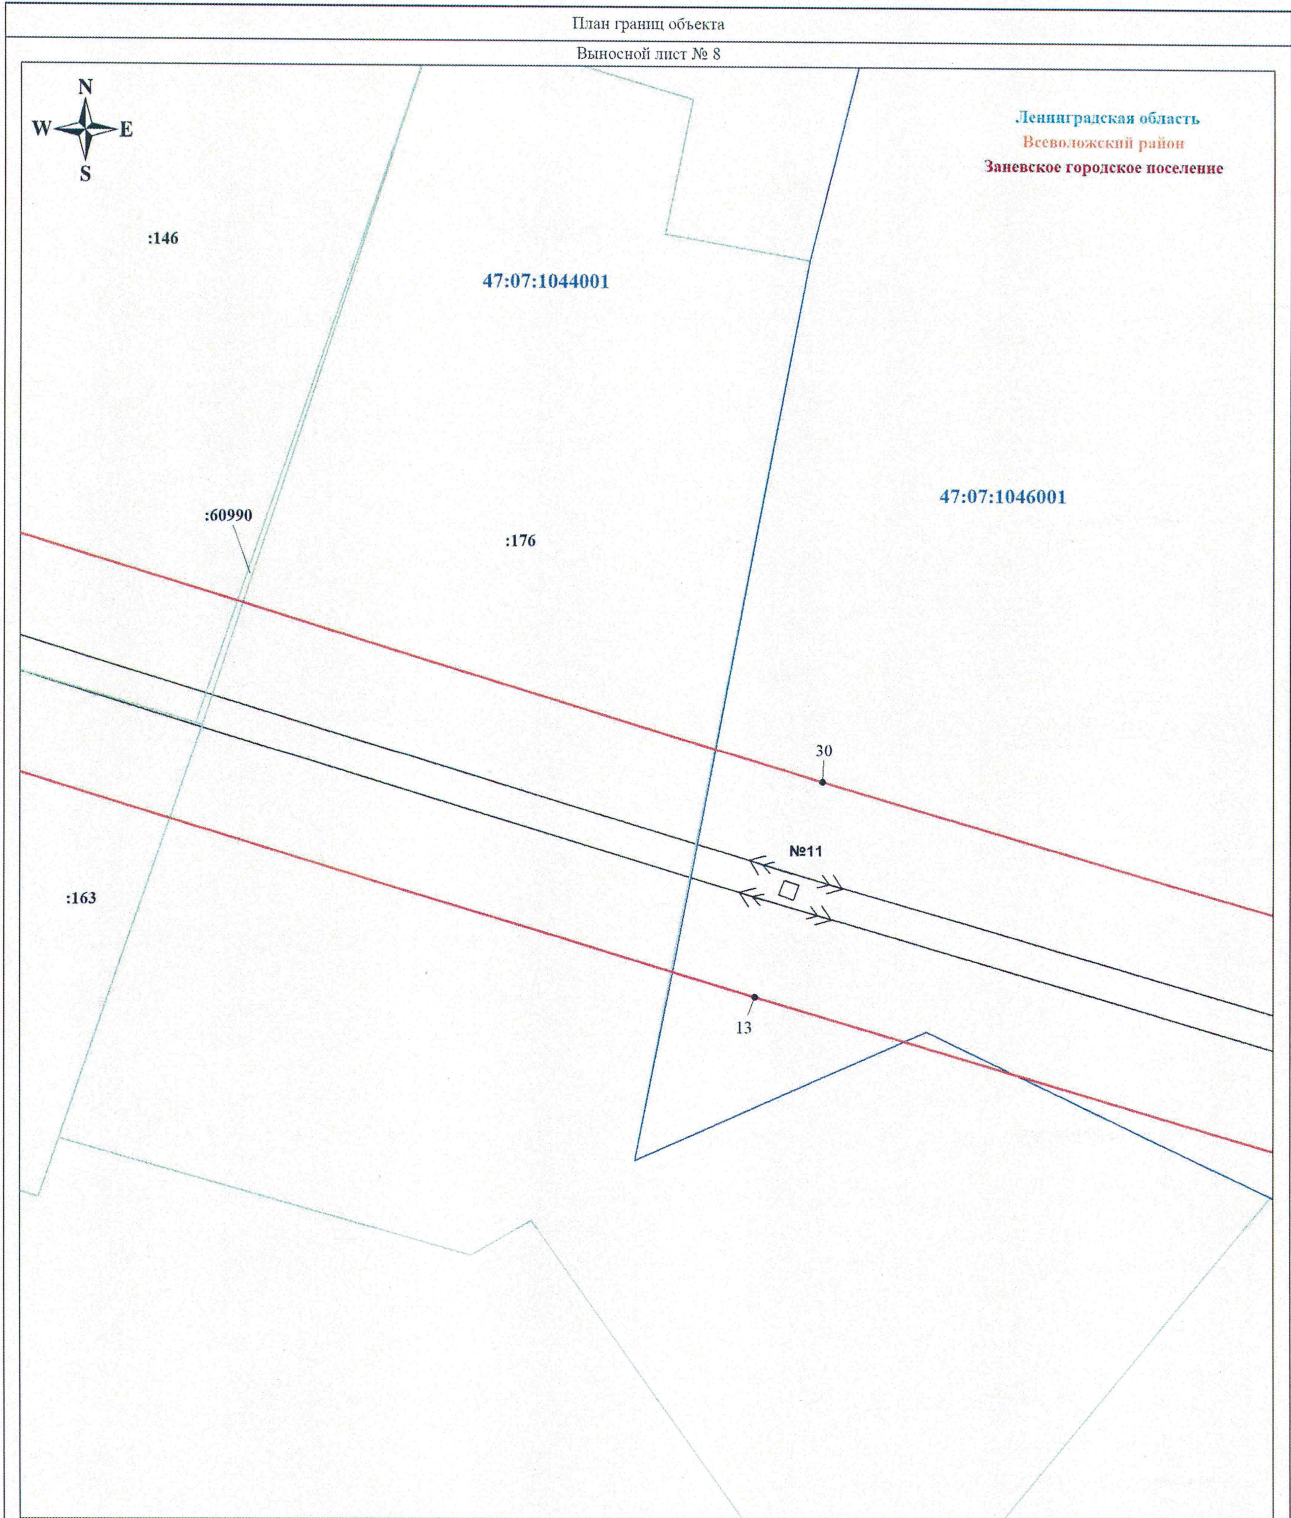 План границ объекта
Выносной лист № 8
N
W E
S
Ленинградская область
Всеволожский район
Заневское городское поселение
:146
47:07:1044001
47:07:1046001
:60990
:176
30
№11
:163
13